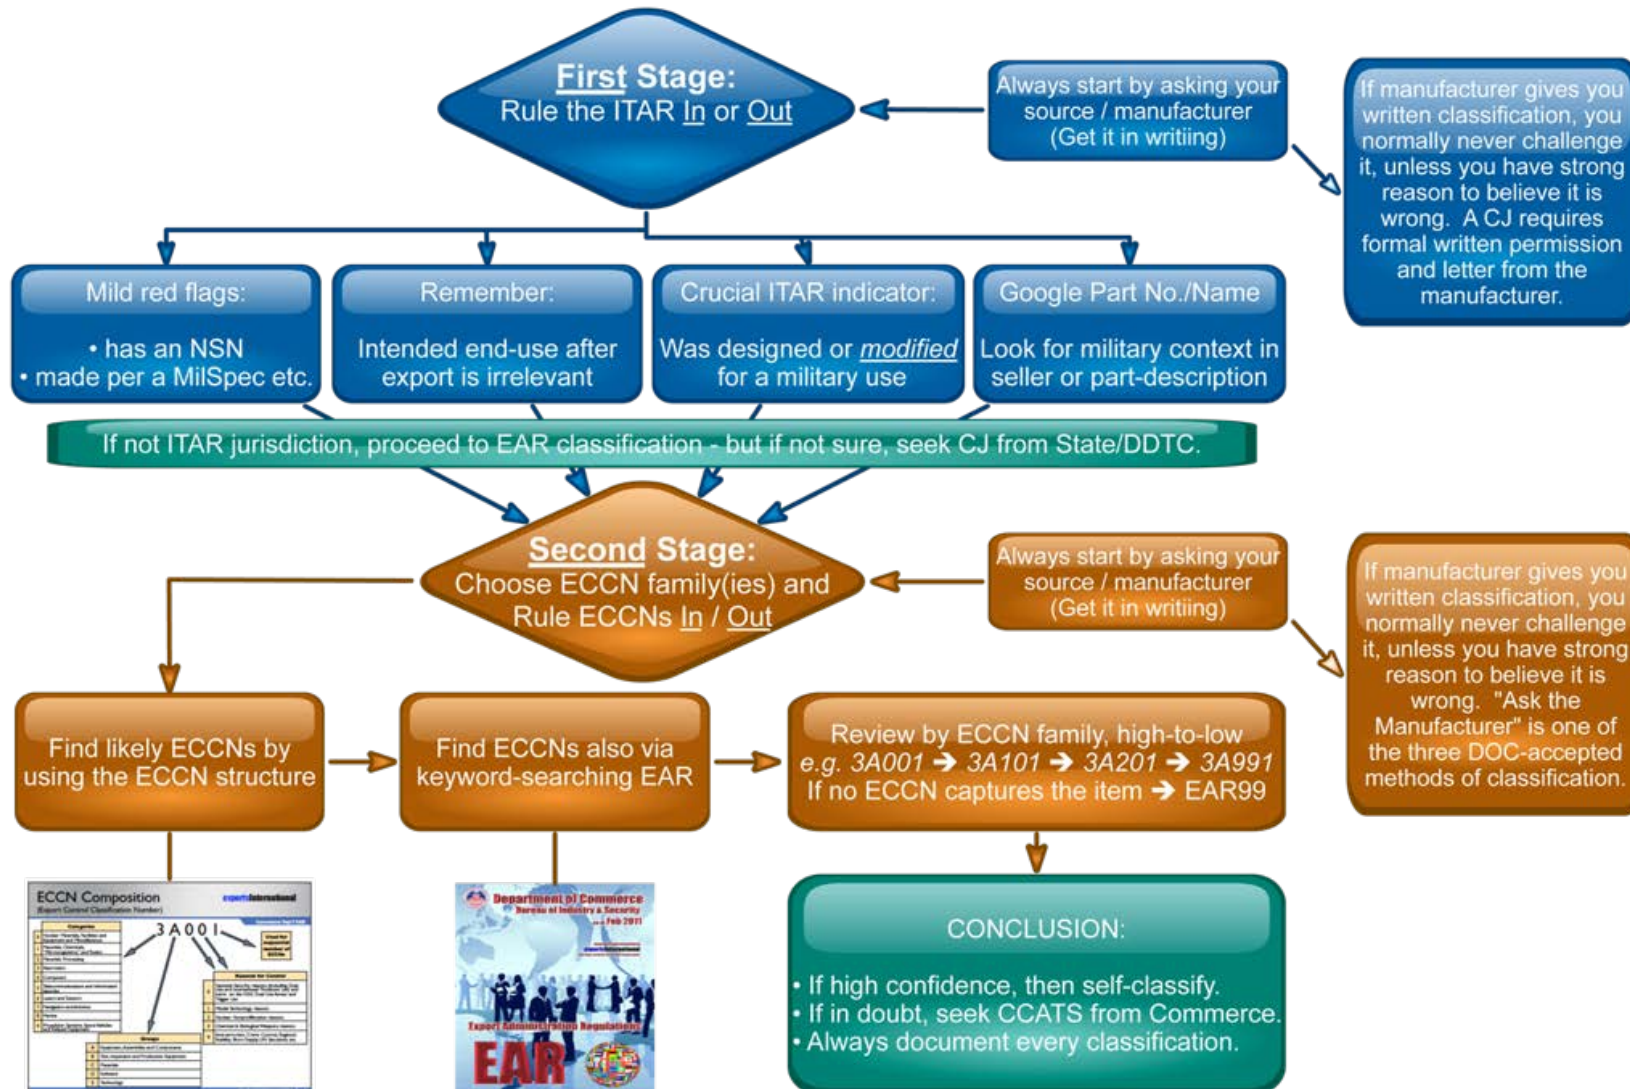 First Stage:
Rule the ITAR In or Out
Always start by asking your
source / manufacturer
(Get it in writiing)
If manufacturer gives you
written classification, you
normally never challenge
it, unless you have strong
reason to believe it is
wrong. A CJ requires
formal written permission
and letter from the
manufacturer.
Mild red flags:
• has an NSN
• made per a MilSpec etc.
Remember:
Intended end-use after
export is irrelevant
Crucial ITAR indicator:
Was designed or modified
for a military use
Google Part No./Name
Look for military context in
seller or part-description
If not ITAR jurisdiction, proceed to EAR classification - but if not sure, seek CJ from State/DDTC.
Second Stage:
Choose ECCN family(ies) and
Rule ECCNs In / Out
Always start by asking your
source / manufacturer
(Get it in writiing)
If manufacturer gives you
written classification, you
normally never challenge
it, unless you have strong
reason to believe it is
wrong. "Ask the
Manufacturer" is one of
the three DOC-accepted
methods of classification.
Find likely ECCNs by
using the ECCN structure
Find ECCNs also via
keyword-searching EAR
Review by ECCN family, high-to-low
e.g. 3A001 ➔ 3A101 ➔ 3A201 ➔ 3A991
If no ECCN captures the item ➔ EAR99
ECCN Composition
(Export Control Classification Number)
3A001
Categories
Reason for Control
Groups
Department of Commerce
Bureau of Industry & Security
Feb 2011
Export Administration Regulations
EAR
CONCLUSION:
• If high confidence, then self-classify.
• If in doubt, seek CCATS from Commerce.
• Always document every classification.